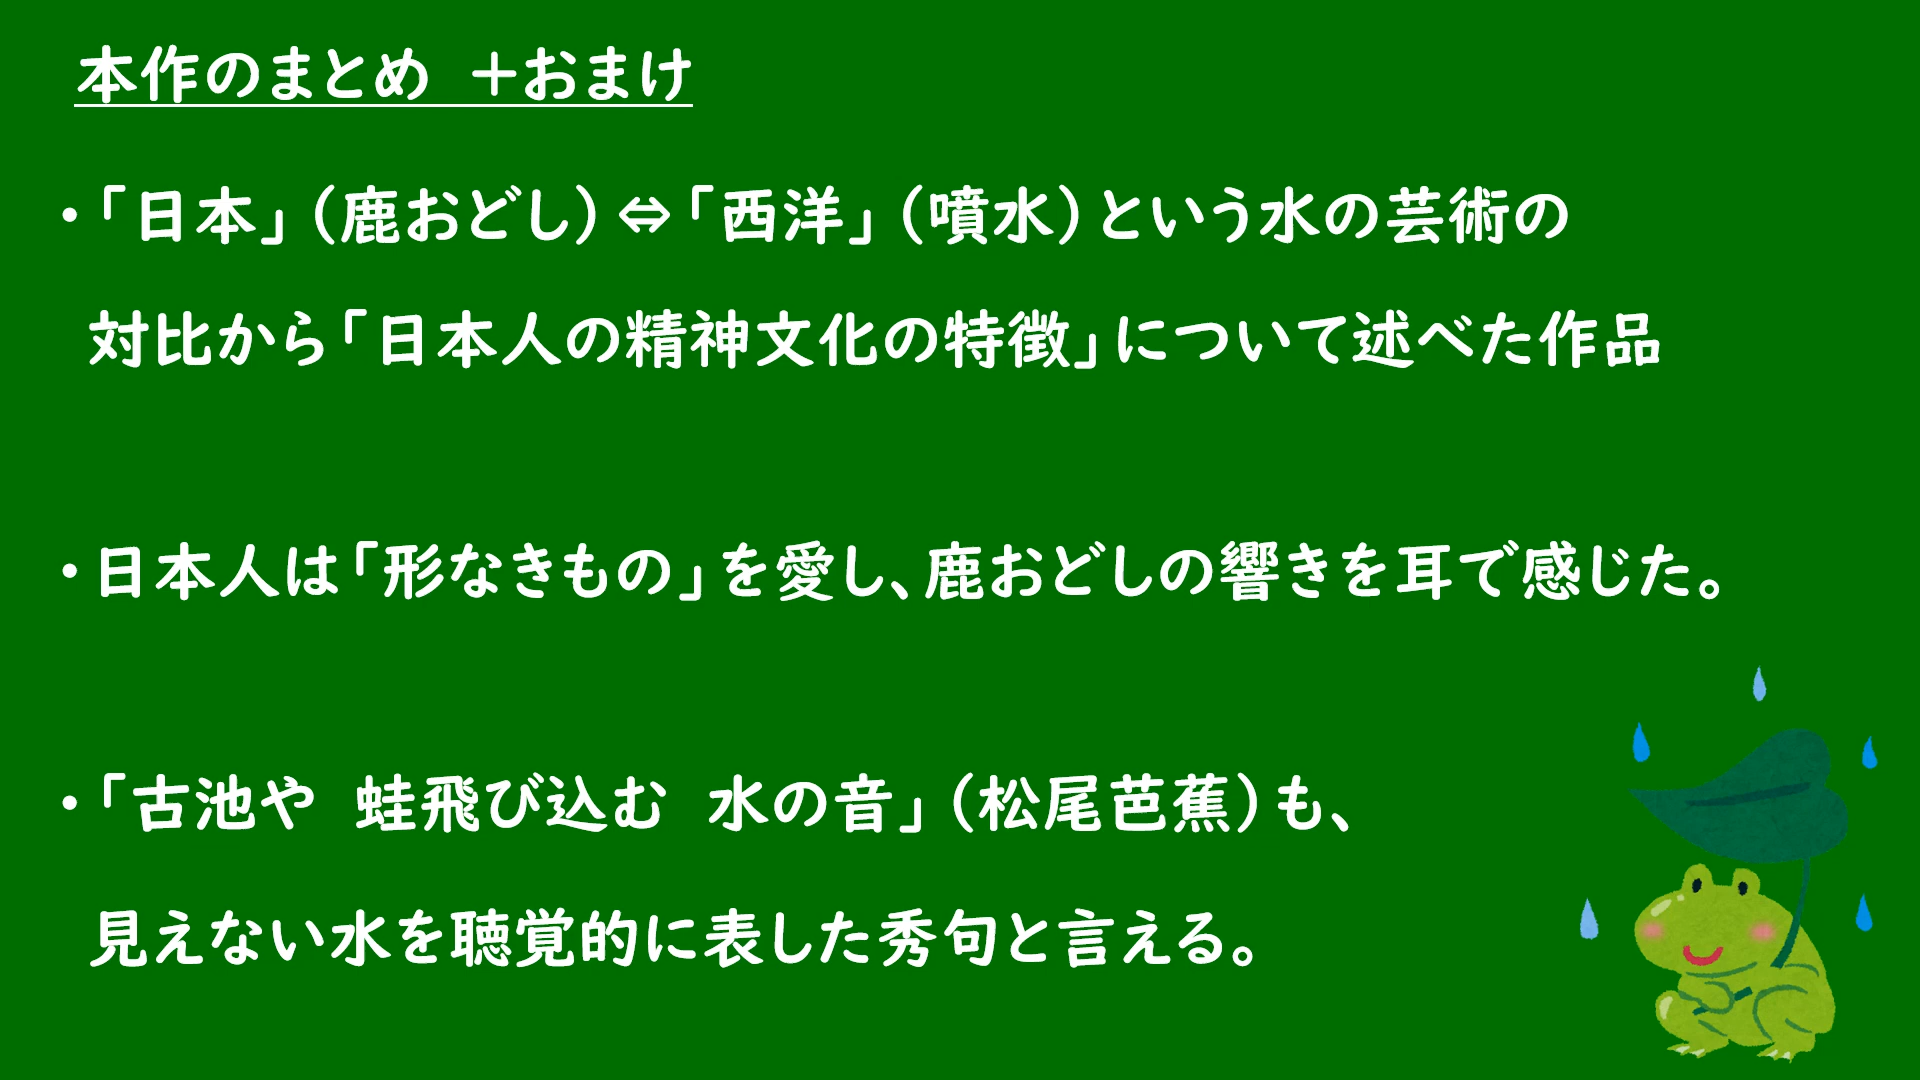 本作のまとめ　＋おまけ
・「日本」（鹿おどし）⇔「西洋」（噴水）という水の芸術の
対比から「日本人の精神文化の特徴」について述べた作品
・日本人は「形なきもの」を愛し、鹿おどしの響きを耳で感じた。
・「古池や　蛙飛び込む　水の音」（松尾芭蕉）も、
見えない水を聴覚的に表した秀句と言える。